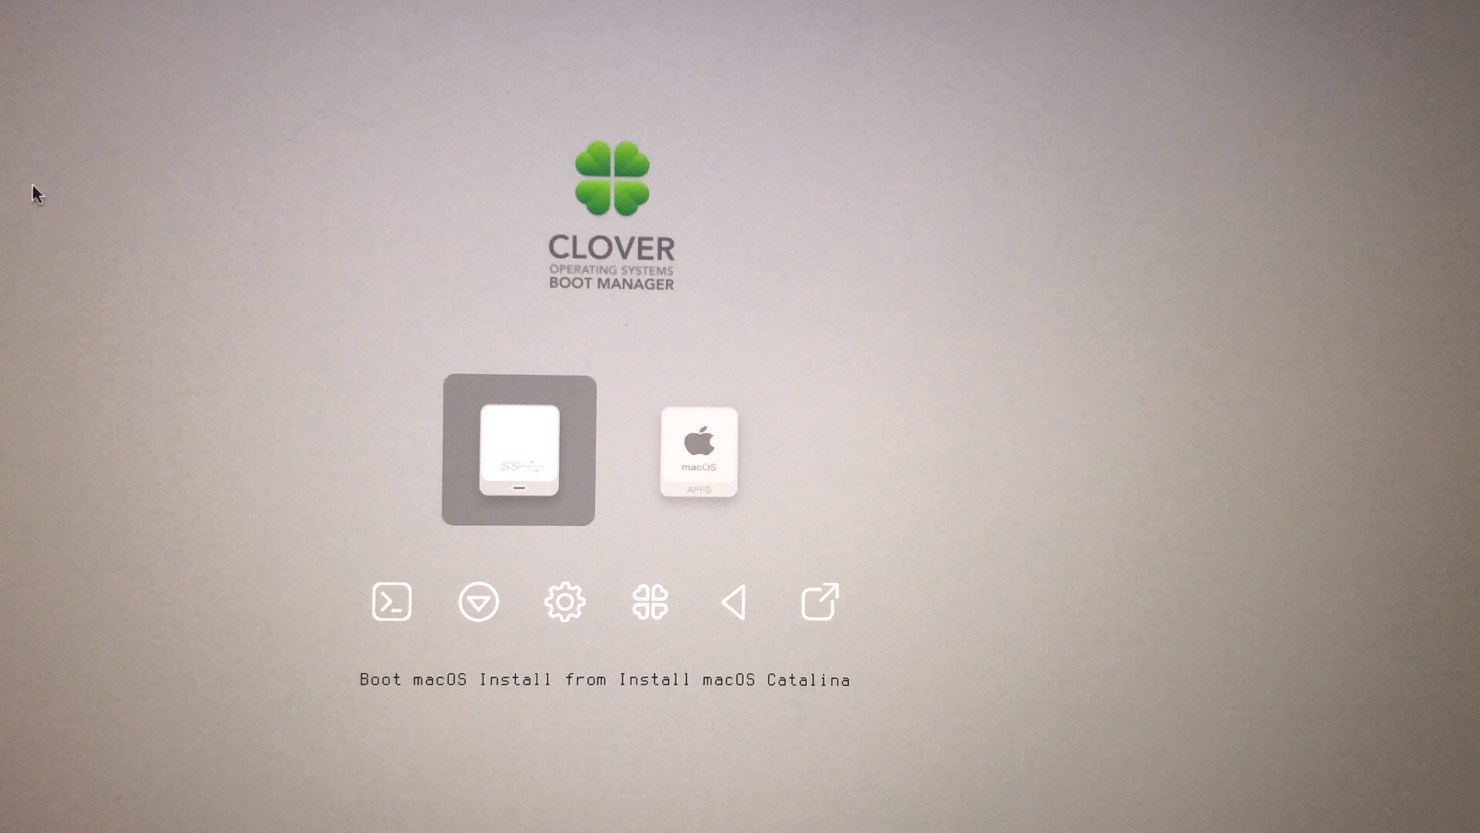 CLOVER
OPERATING SYSTEMS
BOOT MANAGER
SS
macOS
APFS
Boot macOS Install from Install macOS Catalina